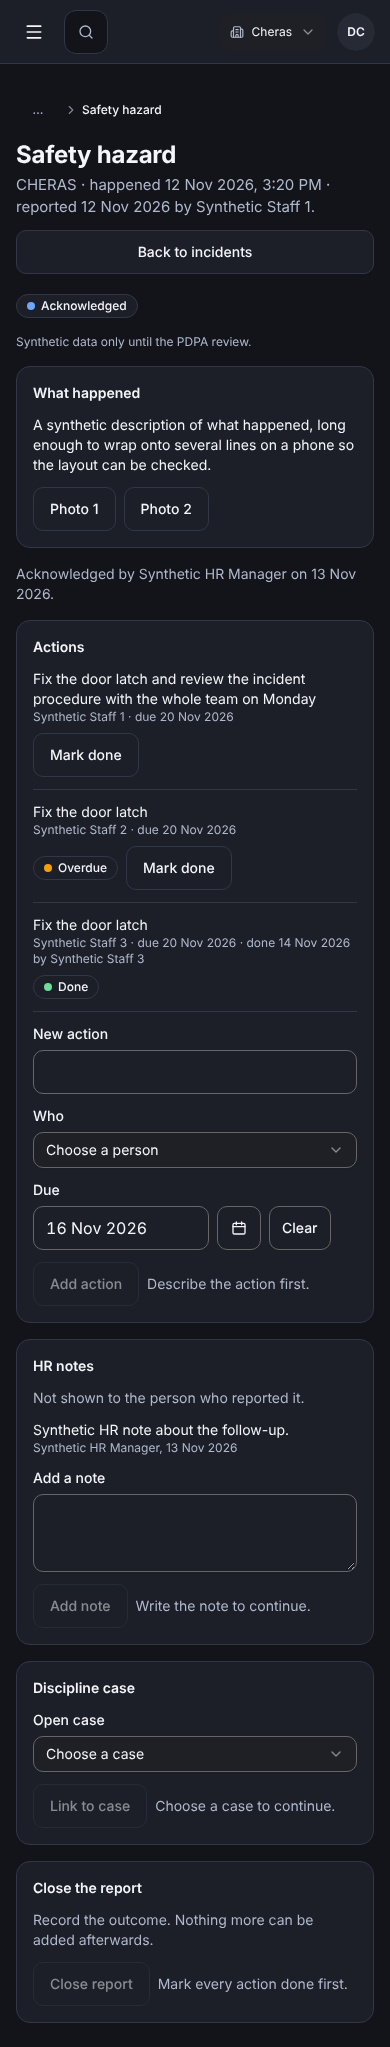 Cheras
DC
...
Safety hazard
Safety hazard
CHERAS · happened 12 Nov 2026, 3:20 PM ·
reported 12 Nov 2026 by Synthetic Staff 1.
Back to incidents
Acknowledged
Synthetic data only until the PDPA review.
What happened
A synthetic description of what happened, long
enough to wrap onto several lines on a phone so
the layout can be checked.
Photo 1
Photo 2
Acknowledged by Synthetic HR Manager on 13 Nov
2026.
Actions
Fix the door latch and review the incident
procedure with the whole team on Monday
Synthetic Staff 1 · due 20 Nov 2026
Mark done
Fix the door latch
Synthetic Staff 2 · due 20 Nov 2026
Overdue
Mark done
Fix the door latch
Synthetic Staff 3 · due 20 Nov 2026 · done 14 Nov 2026
by Synthetic Staff 3
Done
New action
Who
Choose a person
Due
16 Nov 2026
Clear
Add action
Describe the action first.
HR notes
Not shown to the person who reported it.
Synthetic HR note about the follow-up.
Synthetic HR Manager, 13 Nov 2026
Add a note
Add note
Write the note to continue.
Discipline case
Open case
Choose a case
Link to case
Choose a case to continue.
Close the report
Record the outcome. Nothing more can be
added afterwards.
Close report
Mark every action done first.